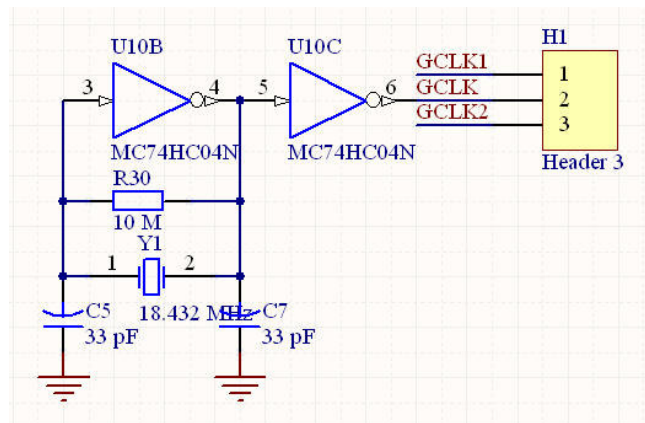 U10B
U10C
H1
GCLK1
3
4
5
6
GCLK
GCLK2
1
2
3
MC74HC04N
MC74HC04N
Header 3
R30
10 M
Y1
1
2
C5
18.432 MHz
C7
33 pF
33 pF